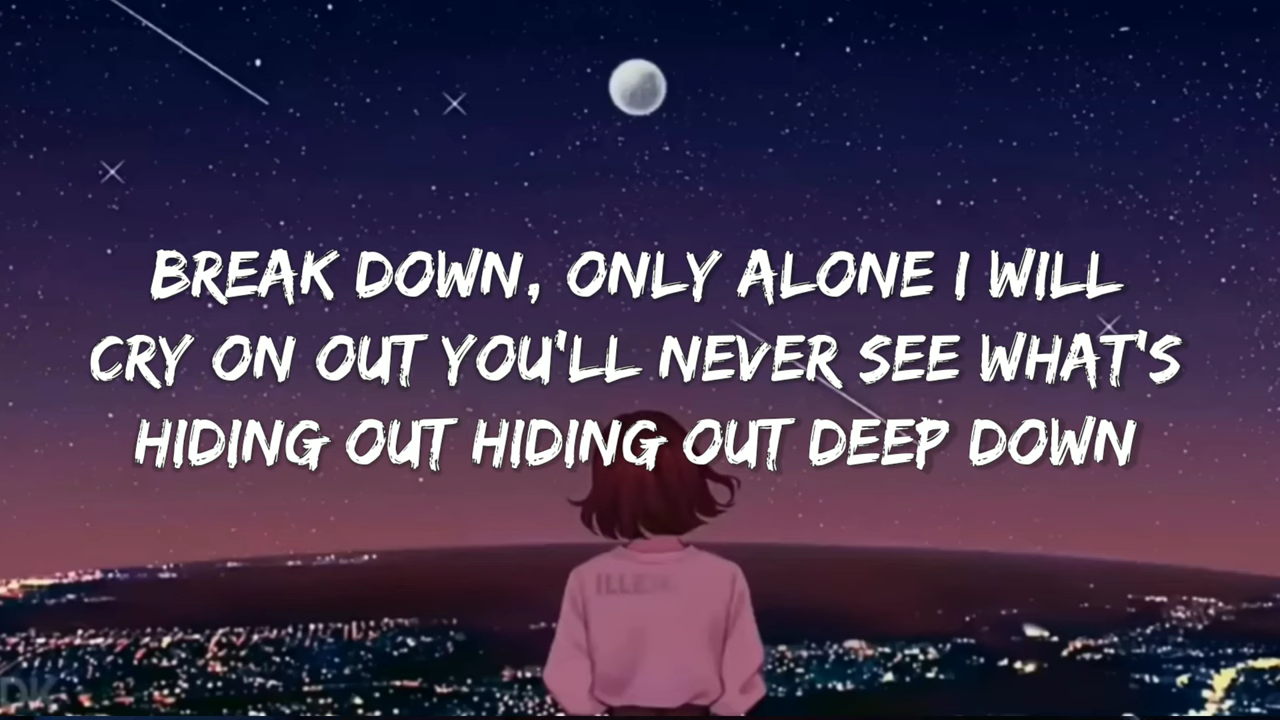 BREAK DOWN, ONLY ALONE I WILL
CRY ON OUT YOU'LL NEVER SEE WHAT'S
HIDING OUT HIDING OUT DEEP DOWN